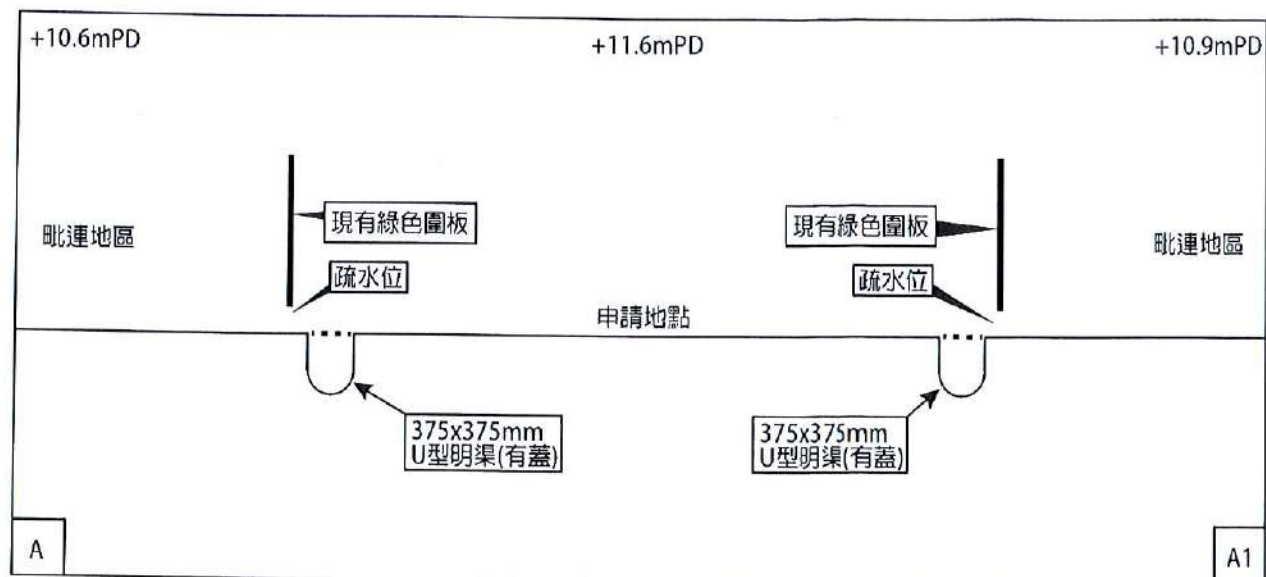 +10.6mPD
+11.6mPD
+10.9mPD
現有綠色圍板
現有綠色圍板
毗連地區
毗連地區
疏水位
疏水位
申請地點
375x375mm
U型明渠(有蓋)
375x375mm
U型明渠(有蓋)
A
A1